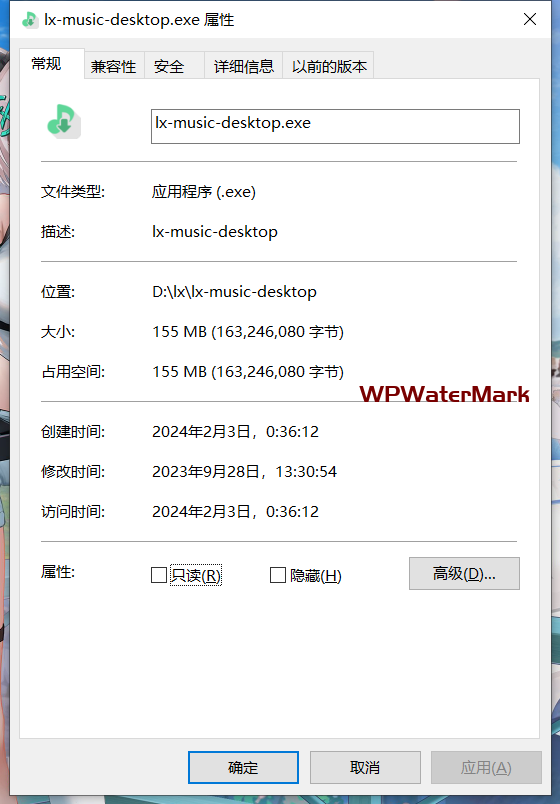 lx-music-desktop.exe 属性
常规 兼容性 安全 详细信息 以前的版本
lx-music-desktop.exe
文件类型: 应用程序 (.exe)
描述: lx-music-desktop
位置: D:\lx\lx-music-desktop
大小: 155 MB (163,246,080 字节)
占用空间: 155 MB (163,246,080 字节)
WPWaterMark
创建时间: 2024年2月3日，0:36:12
修改时间: 2023年9月28日，13:30:54
访问时间: 2024年2月3日，0:36:12
属性: 只读(R) 隐藏(H) 高级(D)...
确定 取消 应用(A)